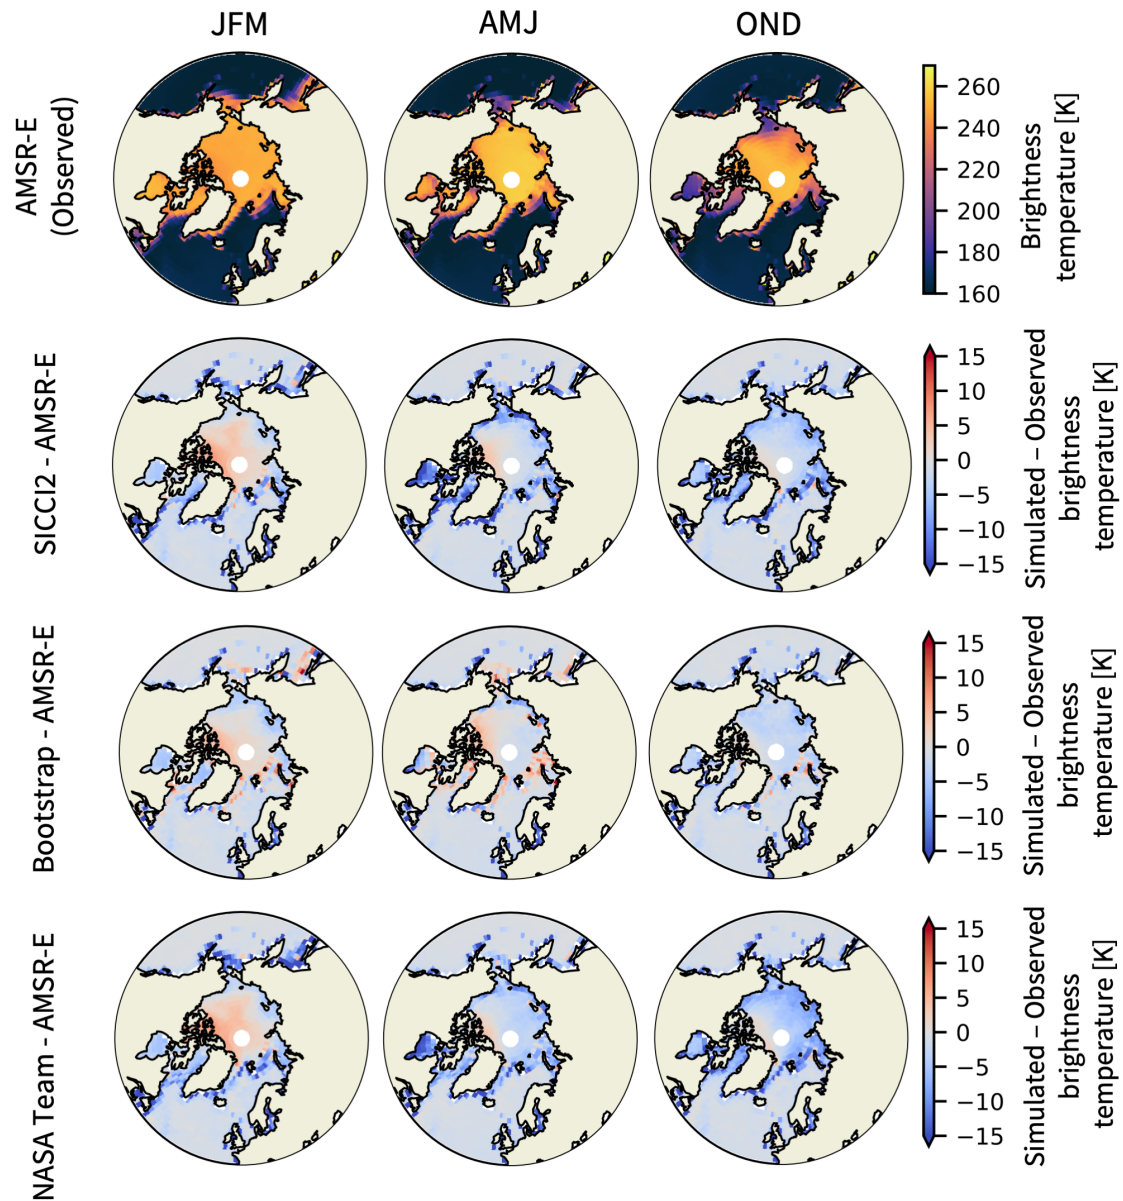 JFM
AMJ
OND
AMSR-E
(Observed)
260
240
220
200
180
160
Brightness
temperature [K]
SICCI2 - AMSR-E
15
10
5
0
−5
−10
−15
Simulated – Observed
brightness
temperature [K]
Bootstrap - AMSR-E
15
10
5
0
−5
−10
−15
Simulated – Observed
brightness
temperature [K]
NASA Team - AMSR-E
15
10
5
0
−5
−10
−15
Simulated – Observed
brightness
temperature [K]